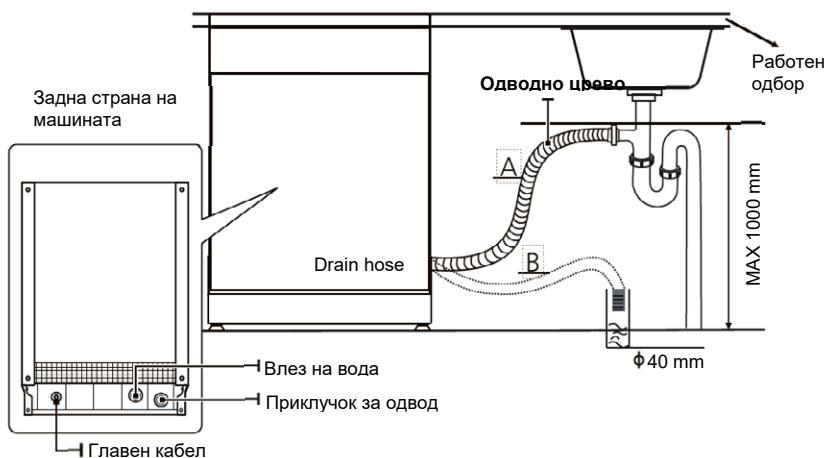 Работен
одбор
Одводно црево
Задна страна на
машината
A
MAX 1000 mm
Drain hose
B
ϕ 40 mm
Влез на вода
Приклучок за одвод
Главен кабел